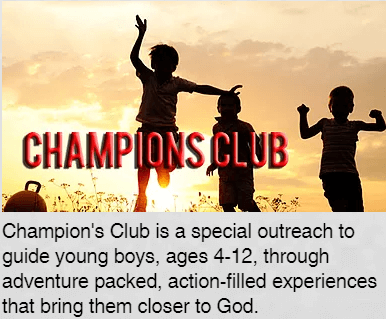 CHAMPIONS CLUB
Champion's Club is a special outreach to
guide young boys, ages 4-12, through
adventure packed, action-filled experiences
that bring them closer to God.